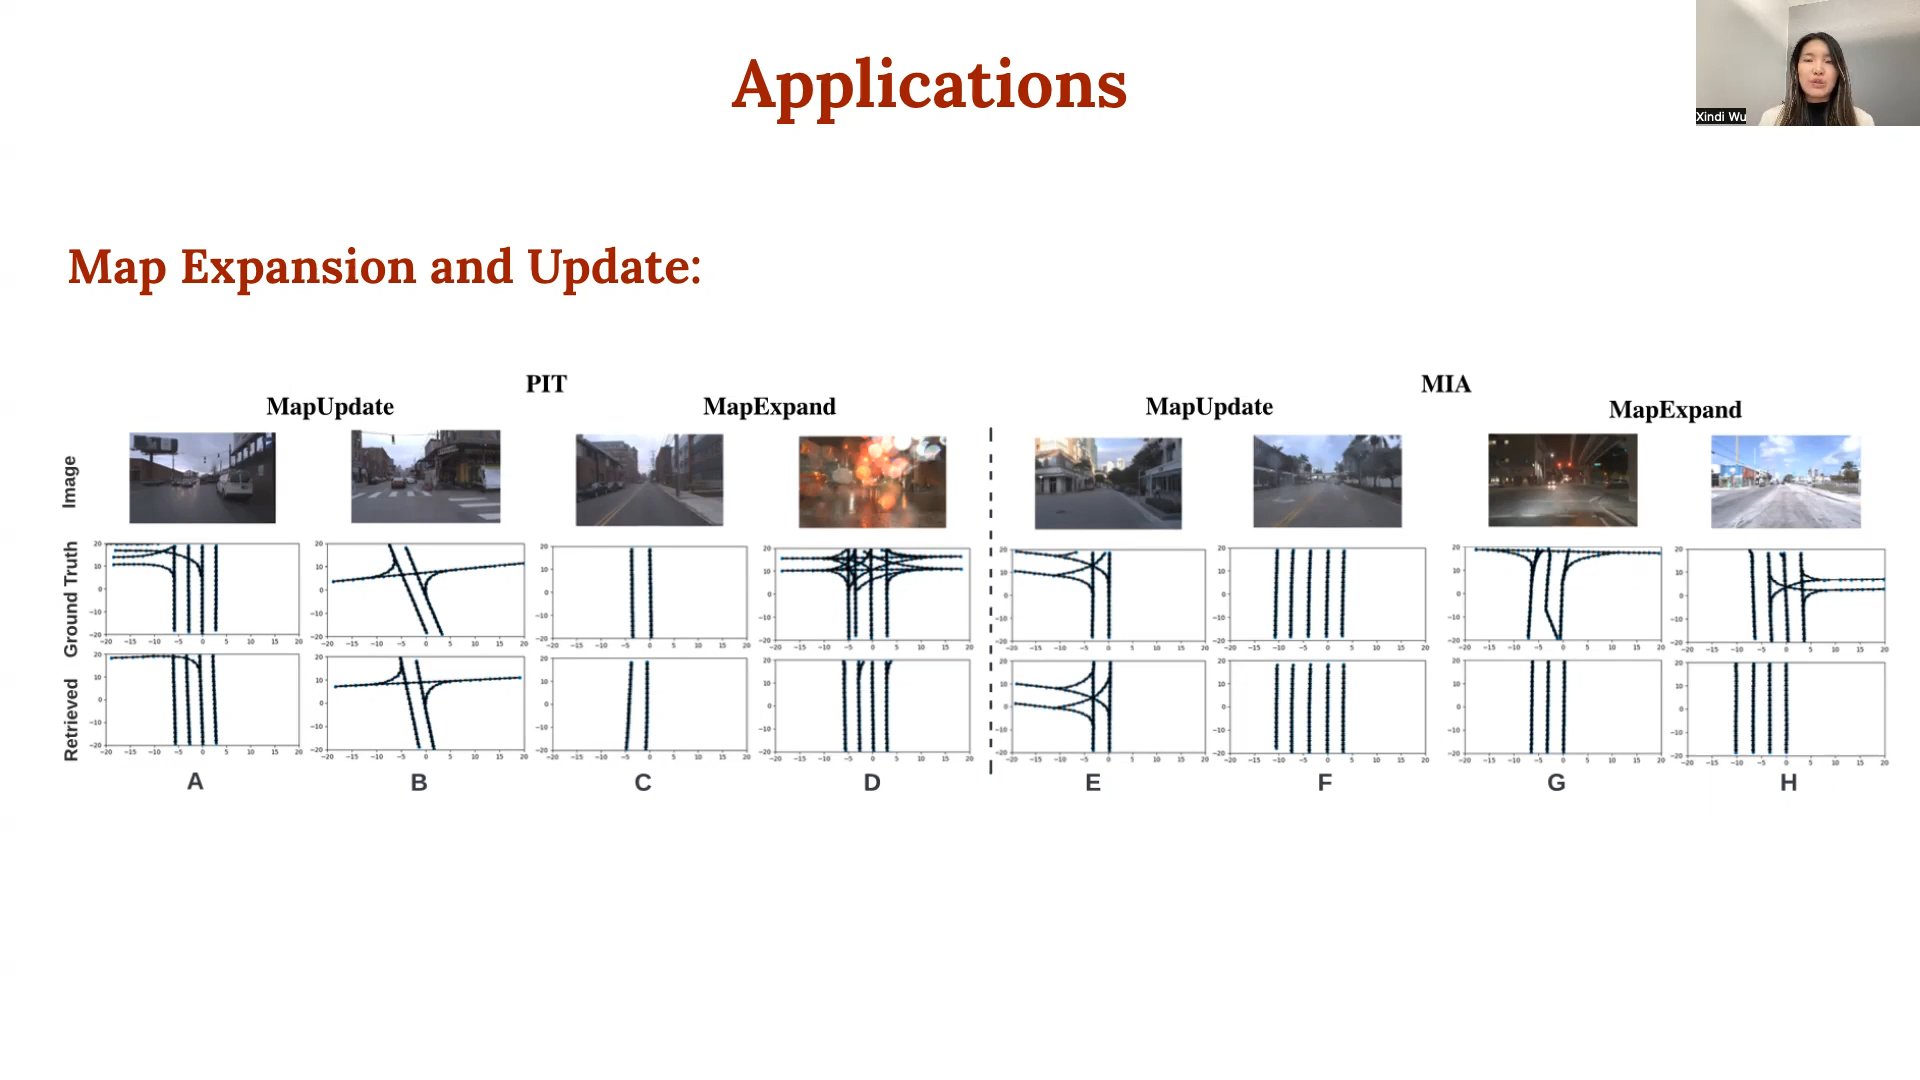 Applications
Xindi Wu
Map Expansion and Update:
PIT
MIA
MapUpdate
MapExpand
MapUpdate
MapExpand
Image
Ground Truth
Retrieved
A
B
C
D
E
F
G
H